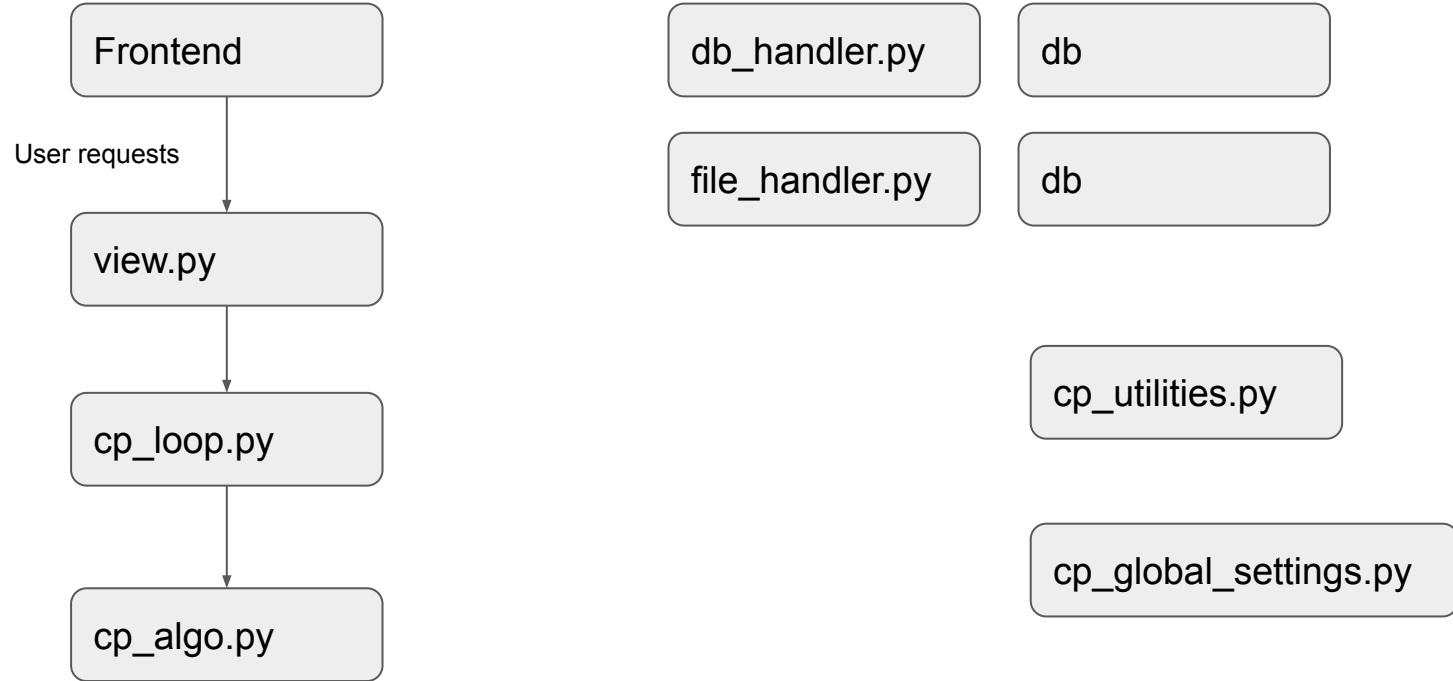 Frontend
User requests
view.py
cp_loop.py
cp_algo.py
db_handler.py
db
file_handler.py
db
cp_utilities.py
cp_global_settings.py